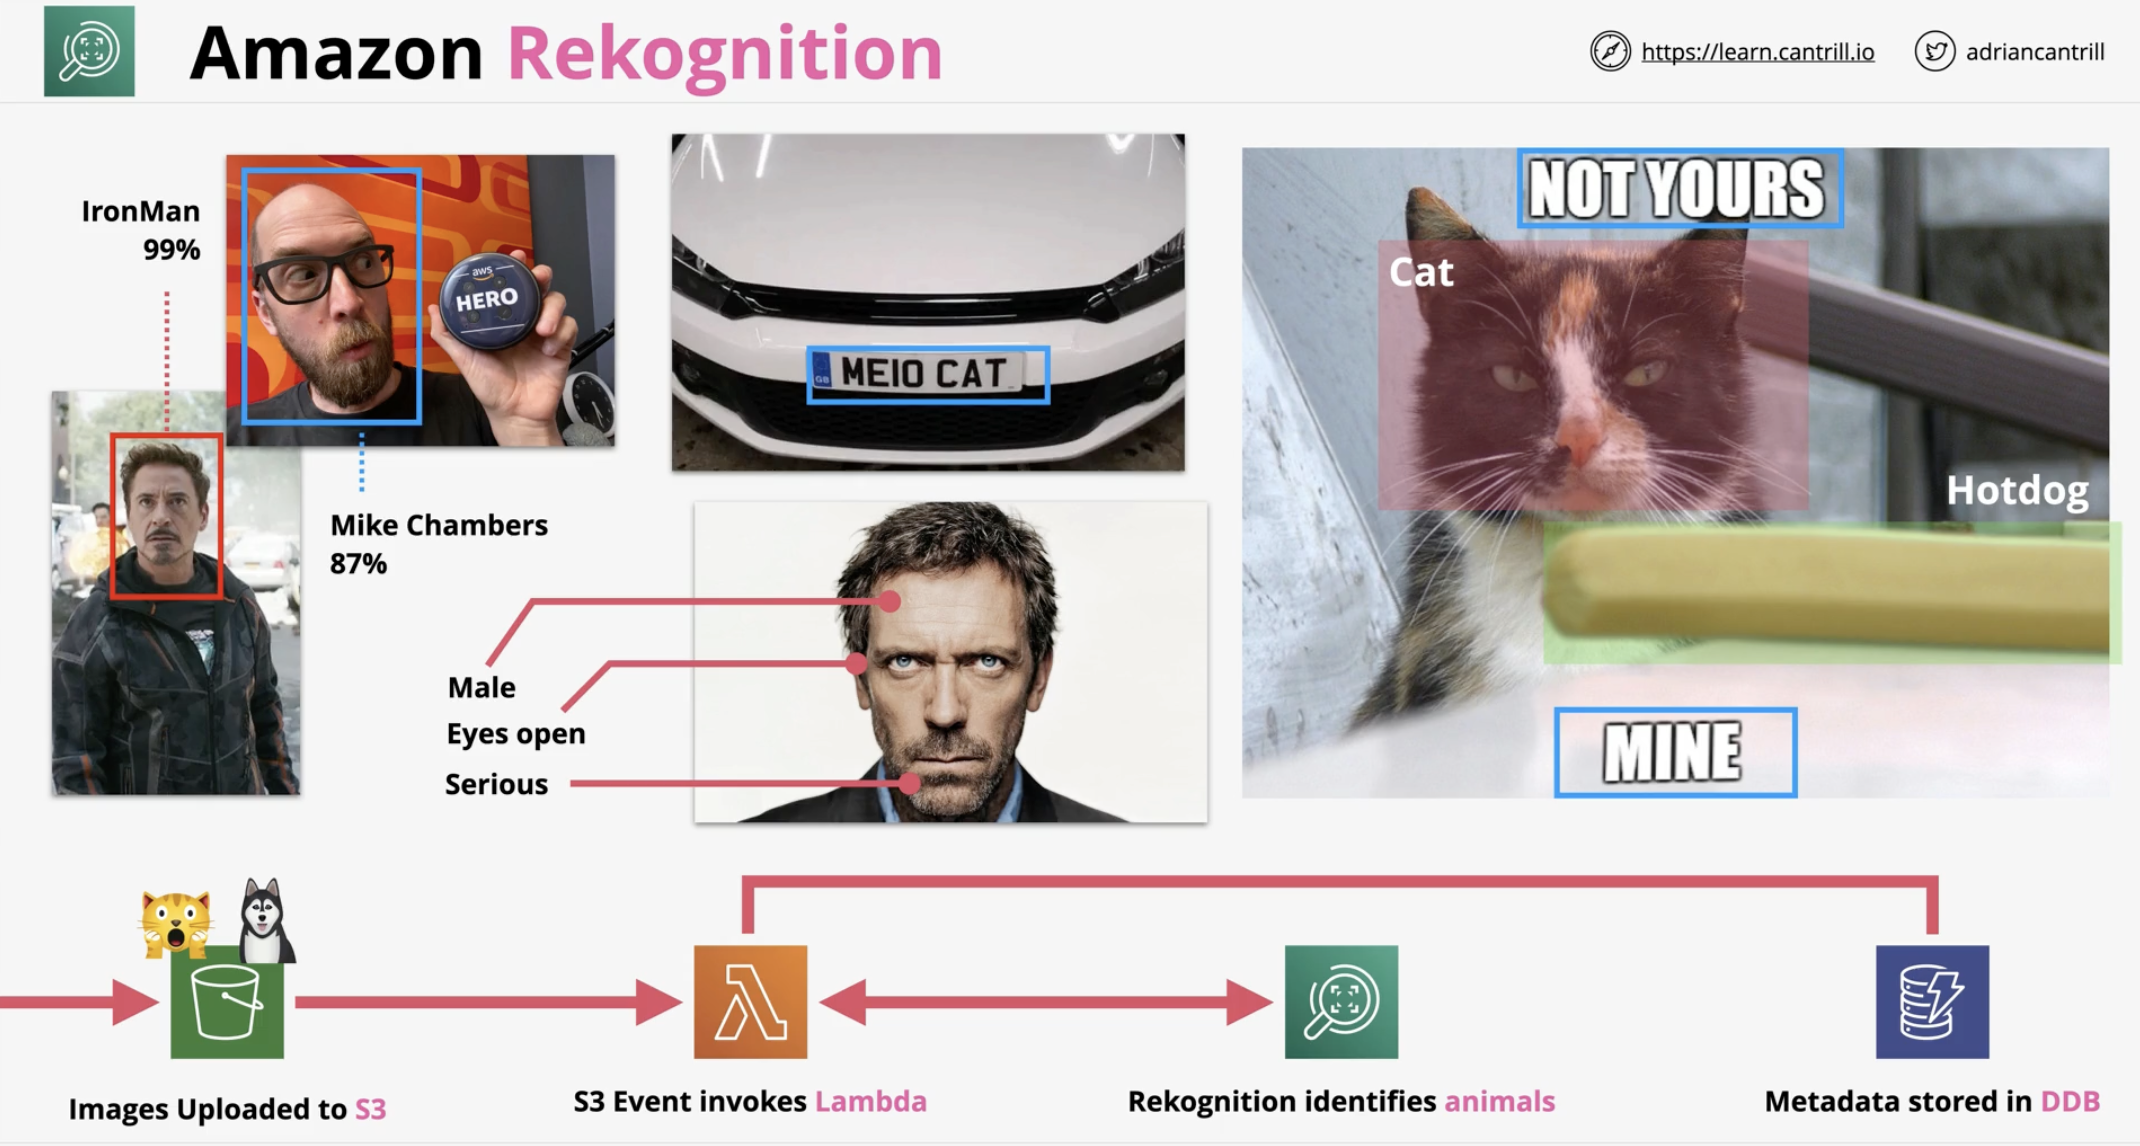 Amazon Rekognition
https://learn.cantrill.io
adriancantrill
IronMan
99%
aws
HERO
Mike Chambers
87%
GB
ME10 CAT
Male
Eyes open
Serious
NOT YOURS
Cat
Hotdog
MINE
Images Uploaded to S3
S3 Event invokes Lambda
Rekognition identifies animals
Metadata stored in DDB